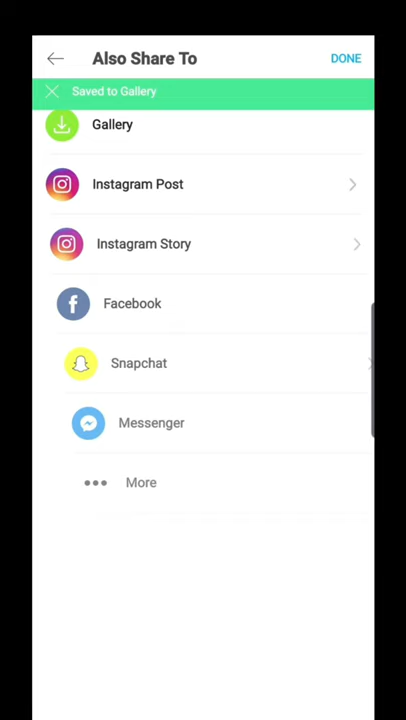 Also Share To
DONE
Saved to Gallery
Gallery
Instagram Post
Instagram Story
Facebook
Snapchat
Messenger
More